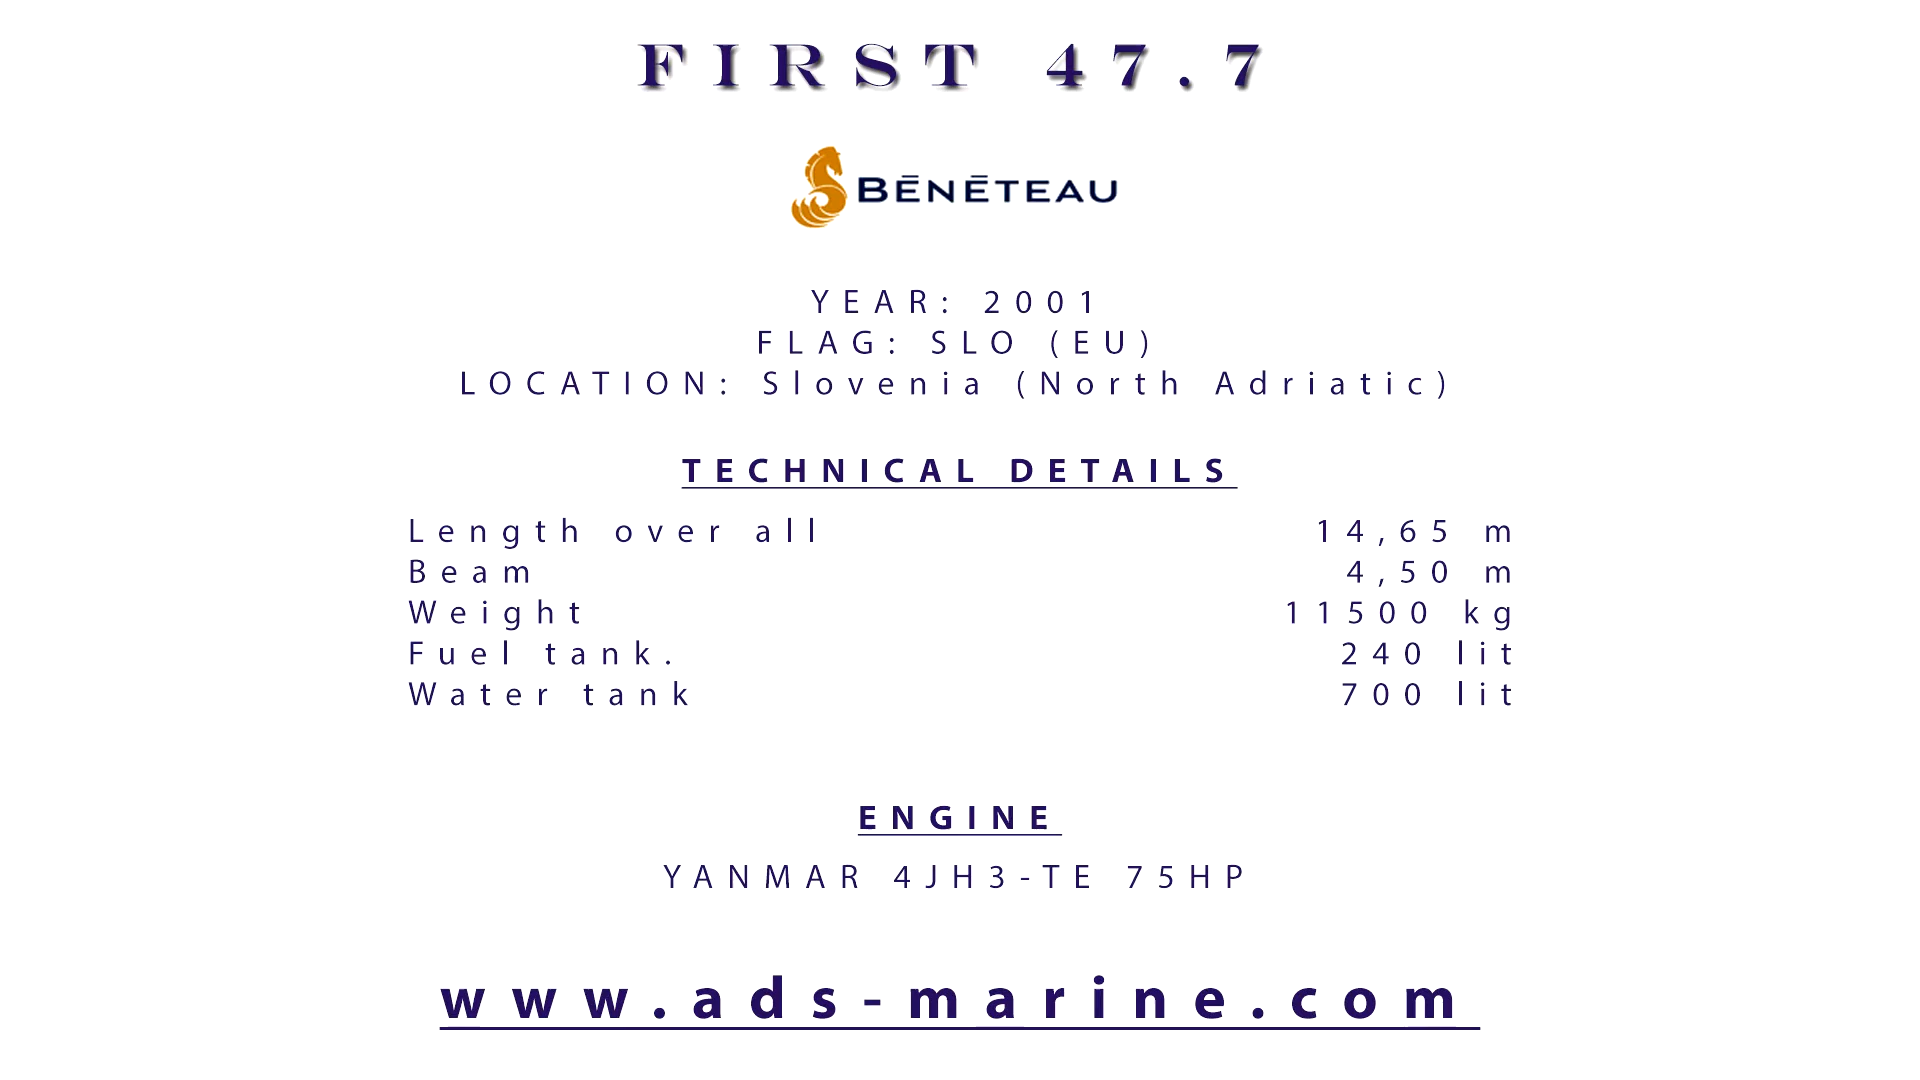 FIRST 47.7
BĒNĒTEAU
YEAR: 2001
FLAG: SLO (EU)
LOCATION: Slovenia (North Adriatic)
TECHNICAL DETAILS
Length over all 14,65 m
Beam 4,50 m
Weight 11500 kg
Fuel tank. 240 lit
Water tank 700 lit
ENGINE
YANMAR 4JH3-TE 75HP
www.ads-marine.com